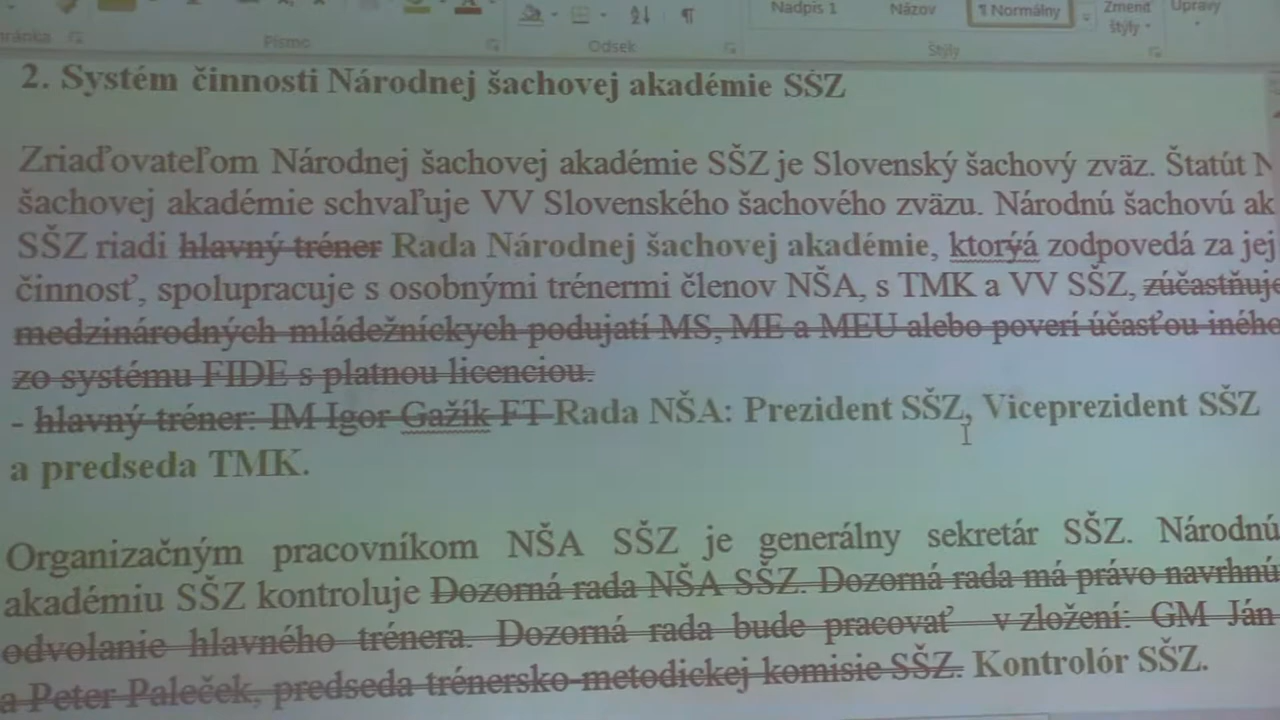 Nadpis 1 Názov ¶ Normálny Zmeniť štýly Úpravy
Písmo Odsek Štýly
2. Systém činnosti Národnej šachovej akadémie SŠZ
Zriaďovateľom Národnej šachovej akadémie SŠZ je Slovenský šachový zväz. Štatút N
šachovej akadémie schvaľuje VV Slovenského šachového zväzu. Národnú šachovú ak
SŠZ riadi hlavný tréner Rada Národnej šachovej akadémie, ktorýá zodpovedá za jej
činnosť, spolupracuje s osobnými trénermi členov NŠA, s TMK a VV SŠZ, zúčastňuje
medzinárodných mládežníckych podujatí MS, ME a MEU alebo poverí účasťou iného
zo systému FIDE s platnou licenciou.
- hlavný tréner: IM Igor Gažík FT Rada NŠA: Prezident SŠZ, Viceprezident SŠZ
a predseda TMK.
Organizačným pracovníkom NŠA SŠZ je generálny sekretár SŠZ. Národnú
akadémiu SŠZ kontroluje Dozorná rada NŠA SŠZ. Dozorná rada má právo navrhnú
odvolanie hlavného trénera. Dozorná rada bude pracovať v zložení: GM Ján
a Peter Paleček, predseda trénersko-metodickej komisie SŠZ. Kontrolór SŠZ.